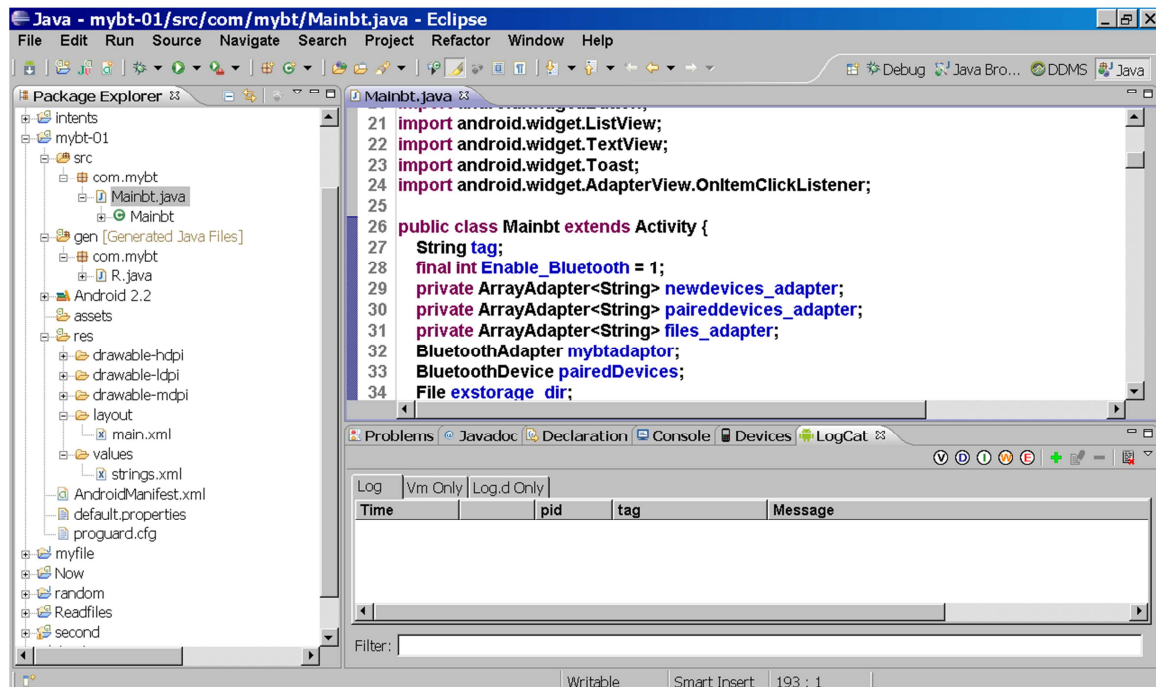 Java - mybt-01/src/com/mybt/Mainbt.java - Eclipse
File Edit Run Source Navigate Search Project Refactor Window Help
Debug Java Bro... DDMS Java
Package Explorer
intents
mybt-01
src
com.mybt
Mainbt.java
Mainbt
gen [Generated Java Files]
com.mybt
R.java
Android 2.2
assets
res
drawable-hdpi
drawable-ldpi
drawable-mdpi
layout
main.xml
values
strings.xml
AndroidManifest.xml
default.properties
proguard.cfg
myfile
Now
random
Readfiles
second
Mainbt.java
21 import android.widget.ListView;
22 import android.widget.TextView;
23 import android.widget.Toast;
24 import android.widget.AdapterView.OnItemClickListener;
25
26 public class Mainbt extends Activity {
27 String tag;
28 final int Enable_Bluetooth = 1;
29 private ArrayAdapter<String> newdevices_adapter;
30 private ArrayAdapter<String> paireddevices_adapter;
31 private ArrayAdapter<String> files_adapter;
32 BluetoothAdapter mybtadaptor;
33 BluetoothDevice pairedDevices;
34 File exstorage_dir;
Problems Javadoc Declaration Console Devices LogCat
V D I W E
Log Vm Only Log.d Only
Time pid tag Message
Filter:
Writable Smart Insert 193 : 1